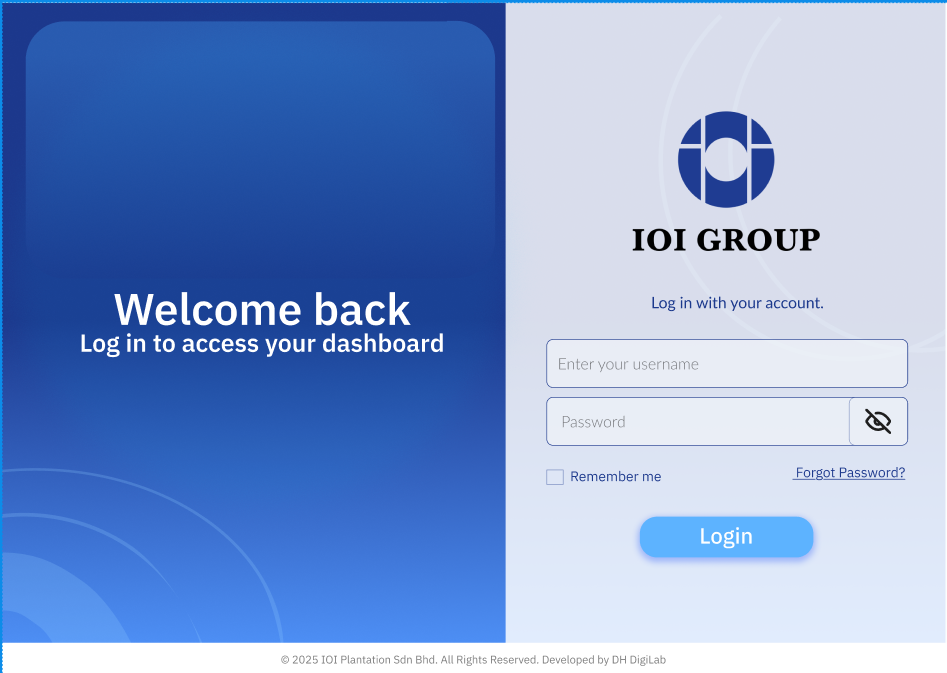 Welcome back
Log in to access your dashboard
IOI GROUP
Log in with your account.
Enter your username
Password
Remember me
Forgot Password?
Login
© 2025 IOI Plantation Sdn Bhd. All Rights Reserved. Developed by DH DigiLab